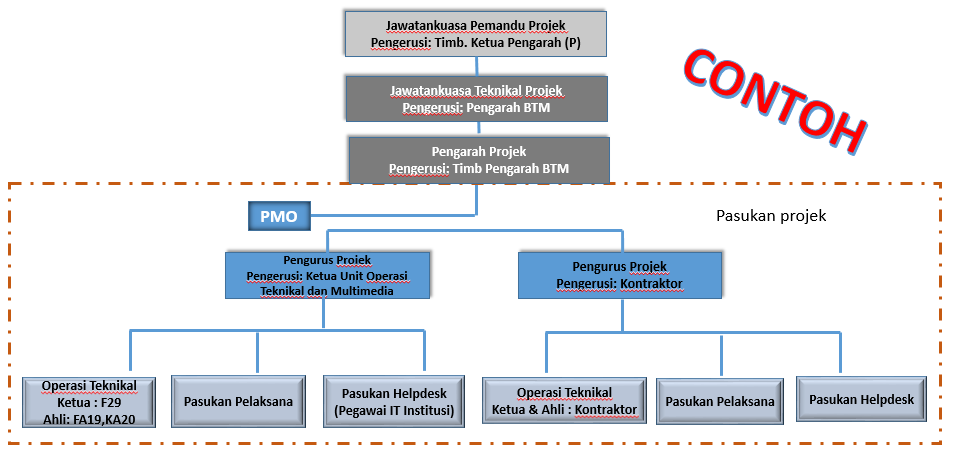 Jawatankuasa Pemandu Projek
Pengerusi: Timb. Ketua Pengarah (P)
CONTOH
Jawatankuasa Teknikal Projek
Pengerusi: Pengarah BTM
Pengarah Projek
Pengerusi: Timb Pengarah BTM
PMO
Pasukan projek
Pengurus Projek
Pengerusi: Ketua Unit Operasi
Teknikal dan Multimedia
Pengurus Projek
Pengerusi: Kontraktor
Operasi Teknikal
Ketua : F29
Ahli: FA19,KA20
Pasukan Pelaksana
Pasukan Helpdesk
(Pegawai IT Institusi)
Operasi Teknikal
Ketua & Ahli : Kontraktor
Pasukan Pelaksana
Pasukan Helpdesk